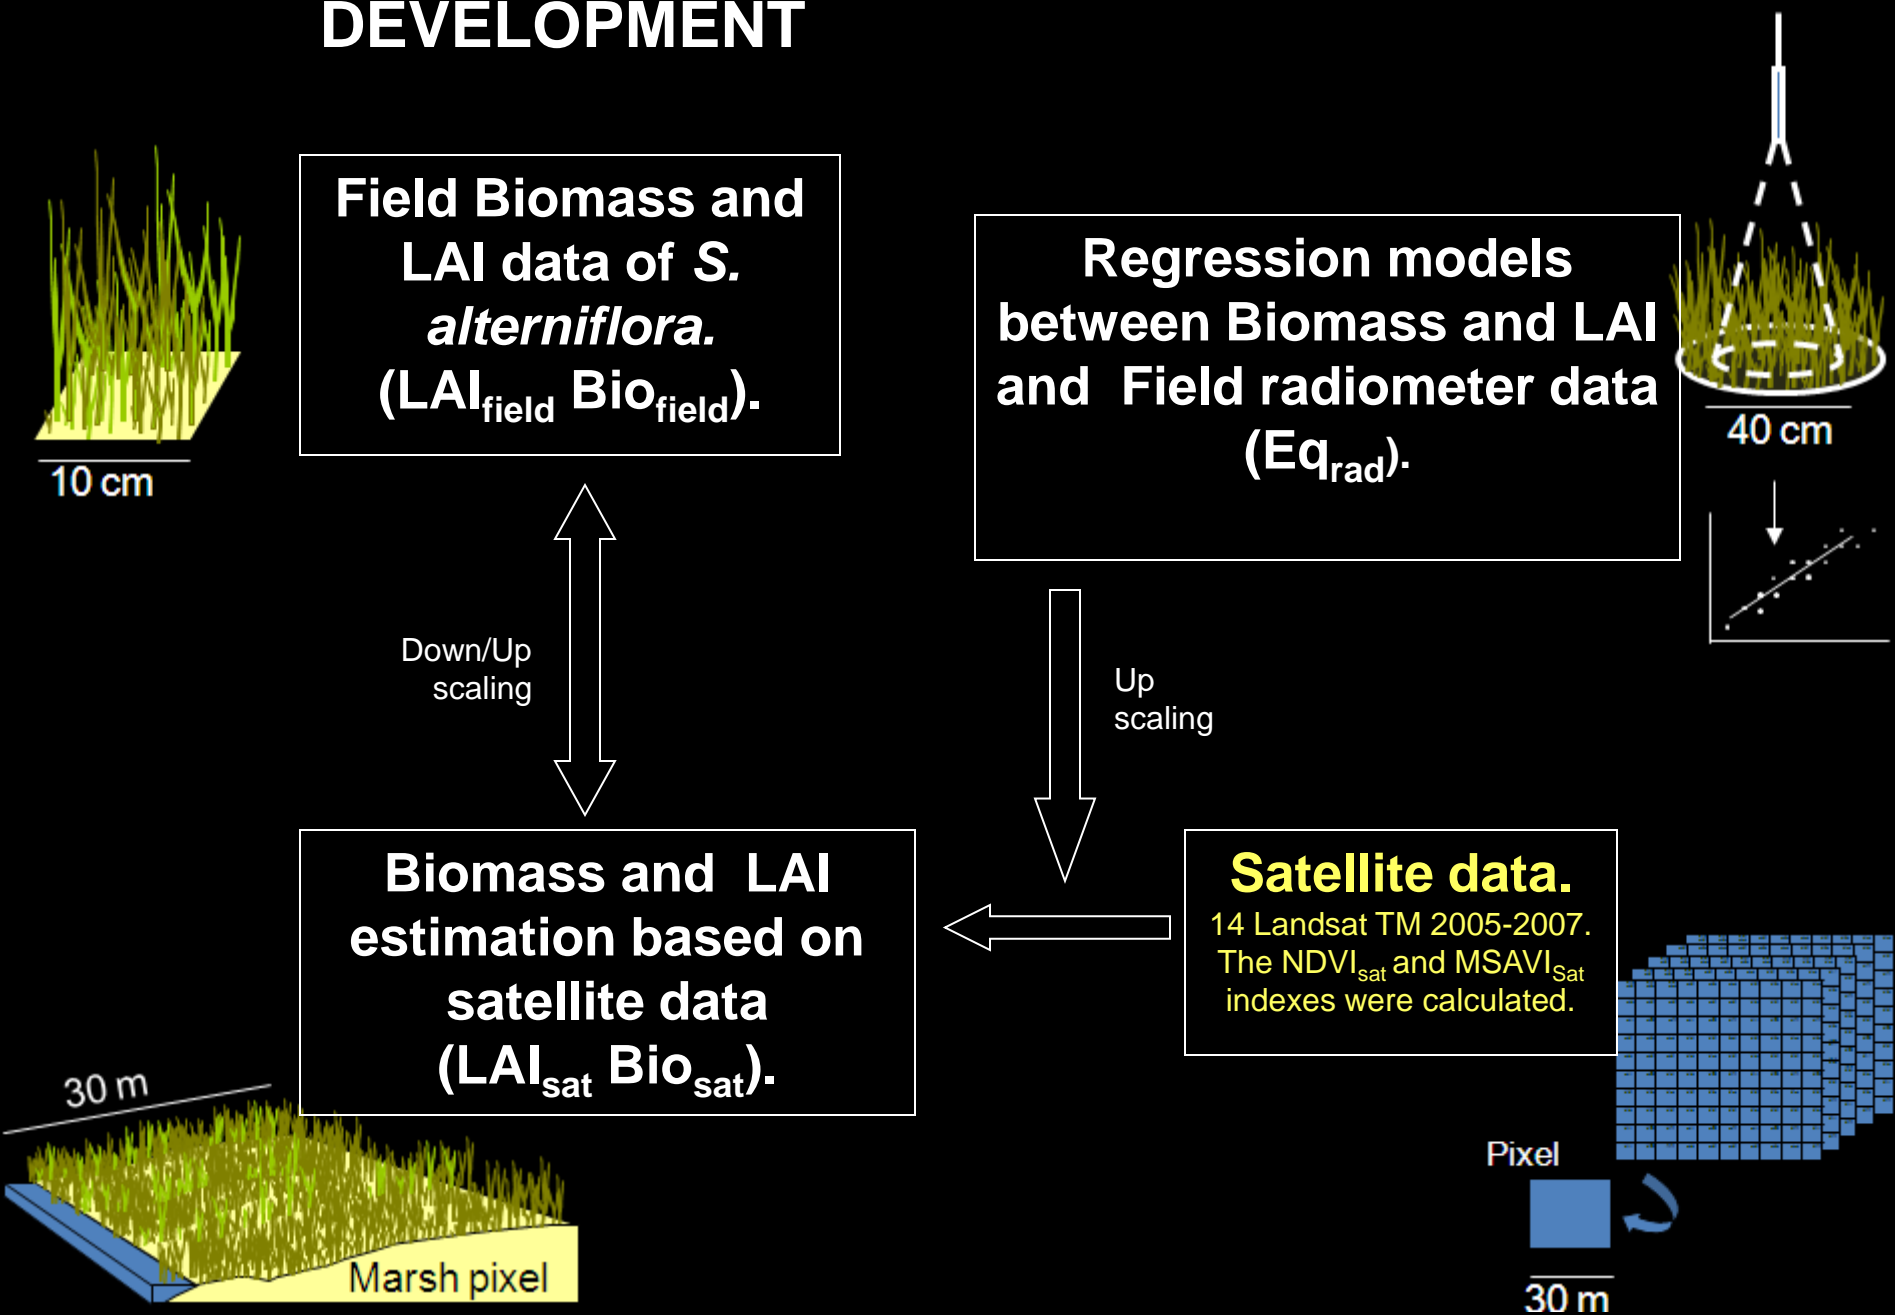 DEVELOPMENT
Field Biomass and
LAI data of S.
alterniflora.
(LAIfield Biofield).
10 cm
Regression models
between Biomass and LAI
and Field radiometer data
(Eqrad).
40 cm
Down/Up
scaling
Up
scaling
Biomass and LAI
estimation based on
satellite data
(LAIsat Biosat).
Satellite data.
14 Landsat TM 2005-2007.
The NDVIsat and MSAVISat
indexes were calculated.
30 m
Marsh pixel
Pixel
30 m